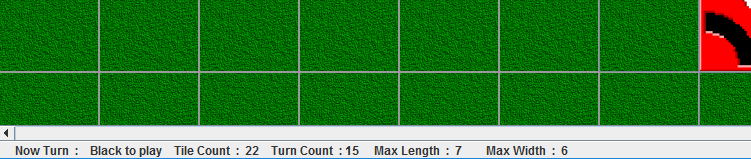 Now Turn : Black to play Tile Count : 22 Turn Count : 15 Max Length : 7 Max Width : 6